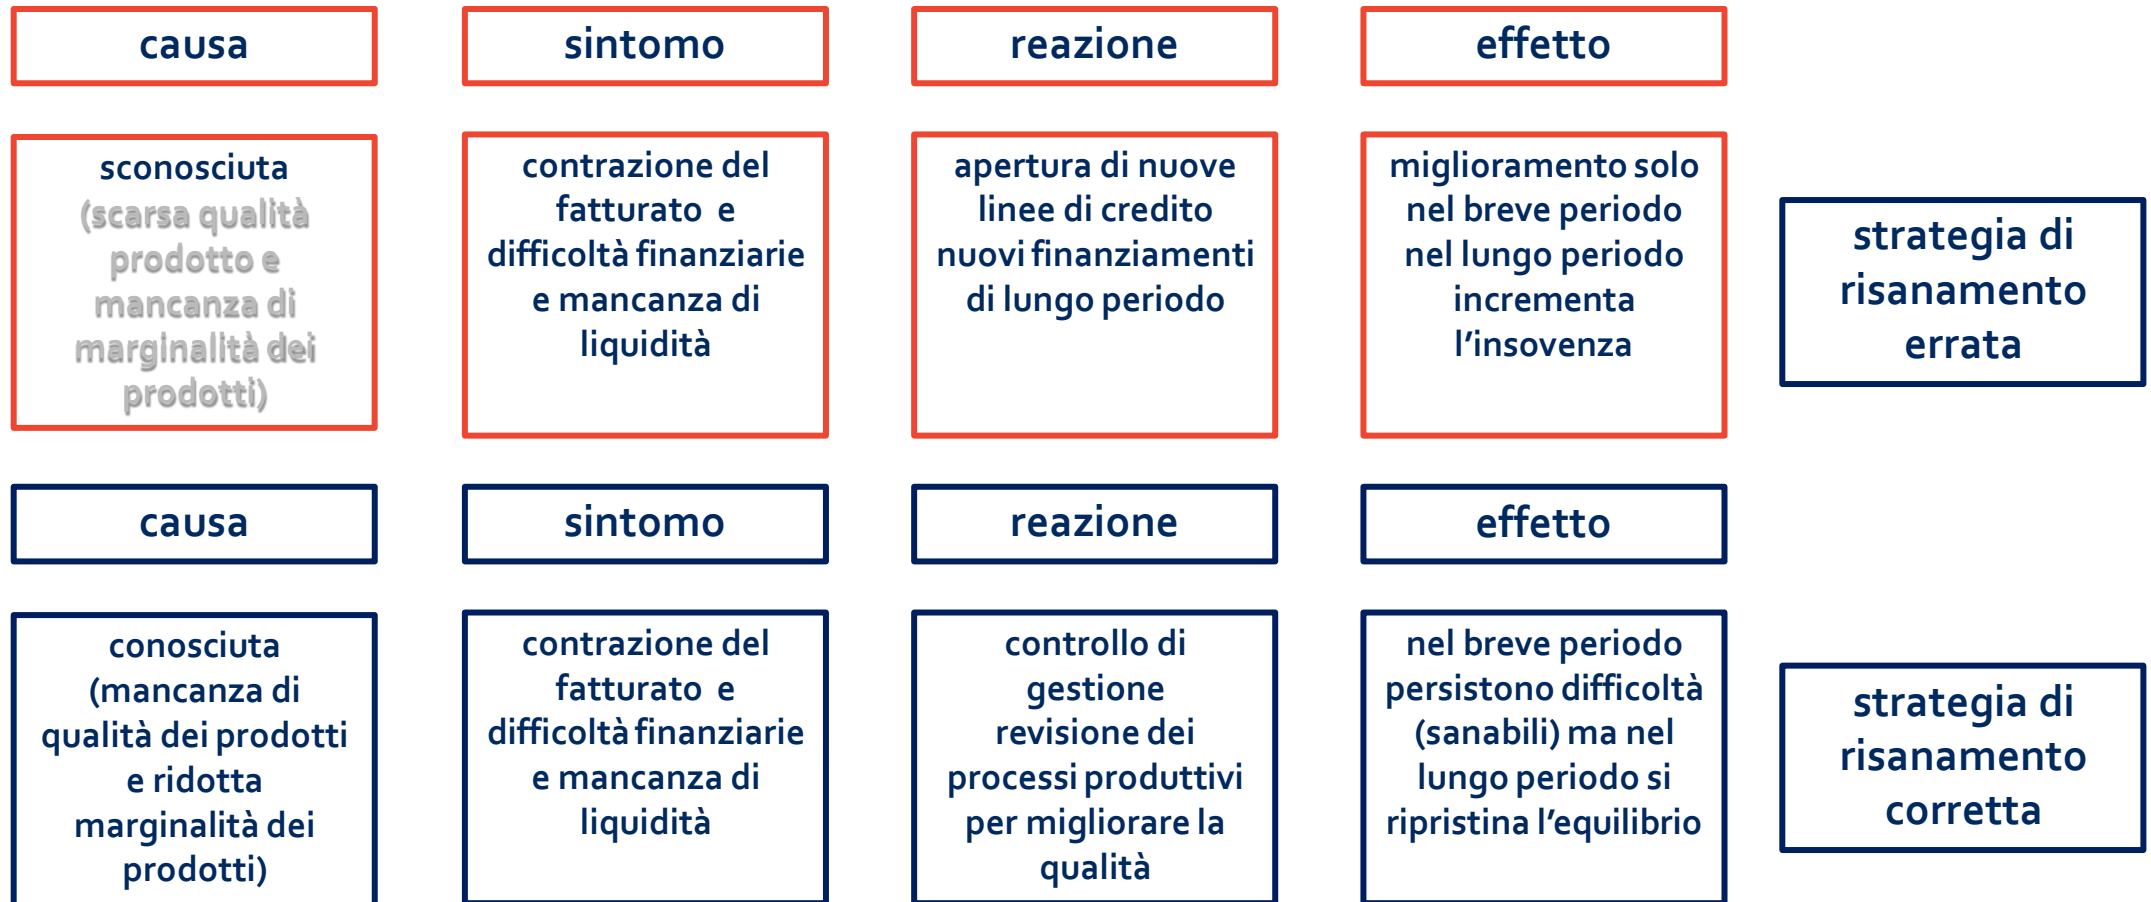 causa
sintomo
reazione
effetto
sconosciuta
(scarsa qualità
prodotto e
mancanza di
marginalità dei
prodotti)
contrazione del
fatturato e
difficoltà finanziarie
e mancanza di
liquidità
apertura di nuove
linee di credito
nuovi finanziamenti
di lungo periodo
miglioramento solo
nel breve periodo
nel lungo periodo
incrementa
l’insovenza
strategia di
risanamento
errata
causa
sintomo
reazione
effetto
conosciuta
(mancanza di
qualità dei prodotti
e ridotta
marginalità dei
prodotti)
contrazione del
fatturato e
difficoltà finanziarie
e mancanza di
liquidità
controllo di
gestione
revisione dei
processi produttivi
per migliorare la
qualità
nel breve periodo
persistono difficoltà
(sanabili) ma nel
lungo periodo si
ripristina l’equilibrio
strategia di
risanamento
corretta